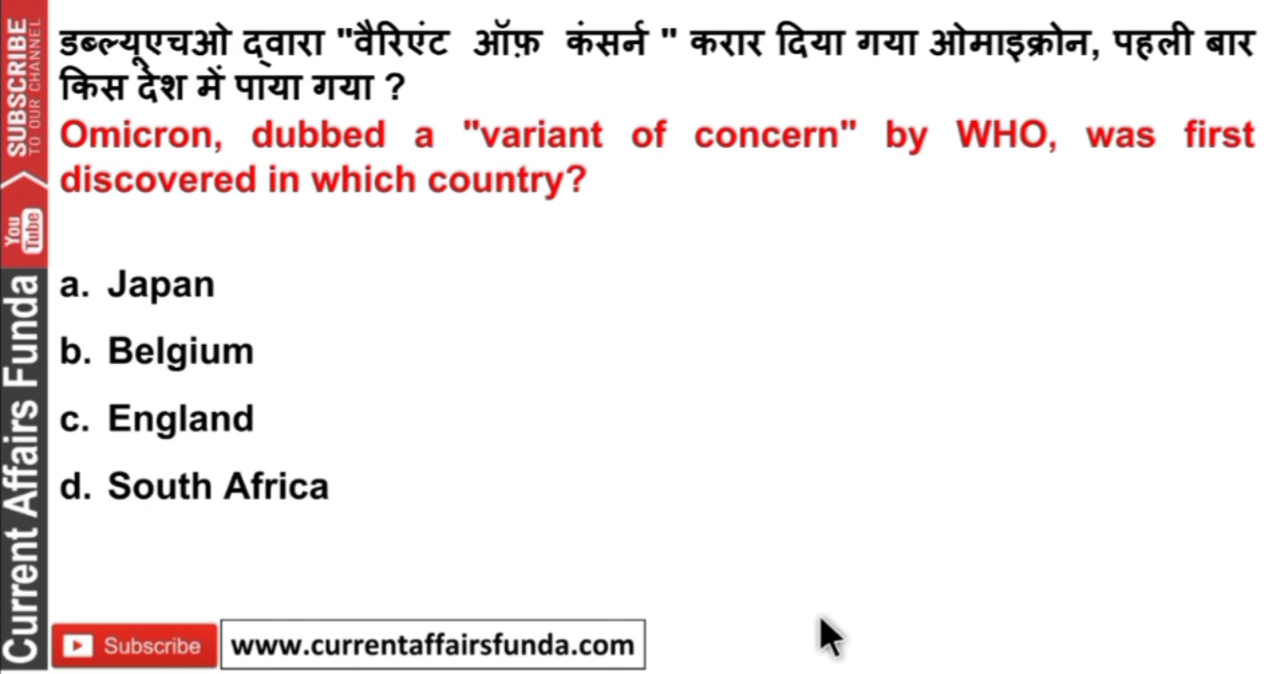 डब्ल्यूएचओ द्वारा "वैरिएंट ऑफ़ कंसर्न " करार दिया गया ओमाइक्रोन, पहली बार
किस देश में पाया गया ?
Omicron, dubbed a "variant of concern" by WHO, was first
discovered in which country?
a. Japan
b. Belgium
c. England
d. South Africa
Subscribe
www.currentaffairsfunda.com
SUBSCRIBE
TO OUR CHANNEL
You
Tube
Current Affairs Funda